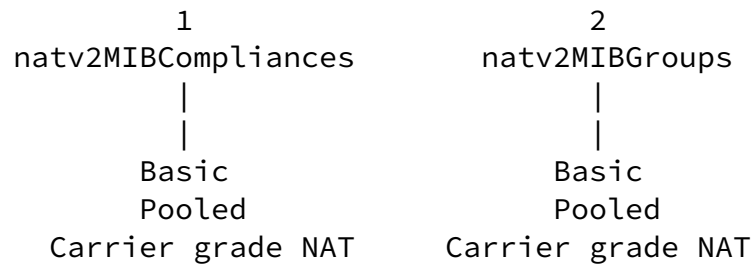 1 2
natv2MIBCompliances natv2MIBGroups
| |
| |
Basic Basic
Pooled Pooled
Carrier grade NAT Carrier grade NAT